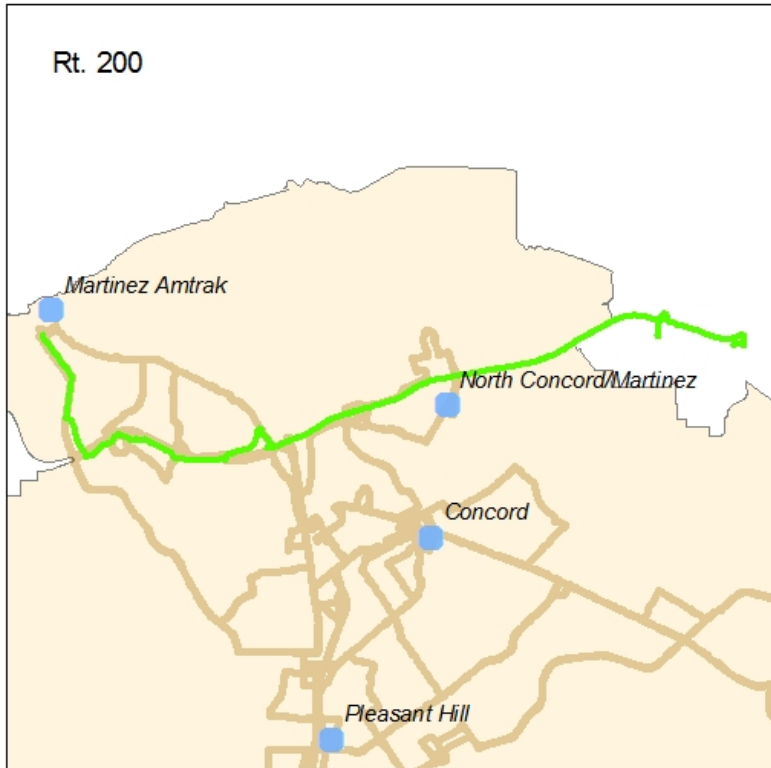 Rt. 200
Martinez Amtrak
North Concord/Martinez
Concord
Pleasant Hill